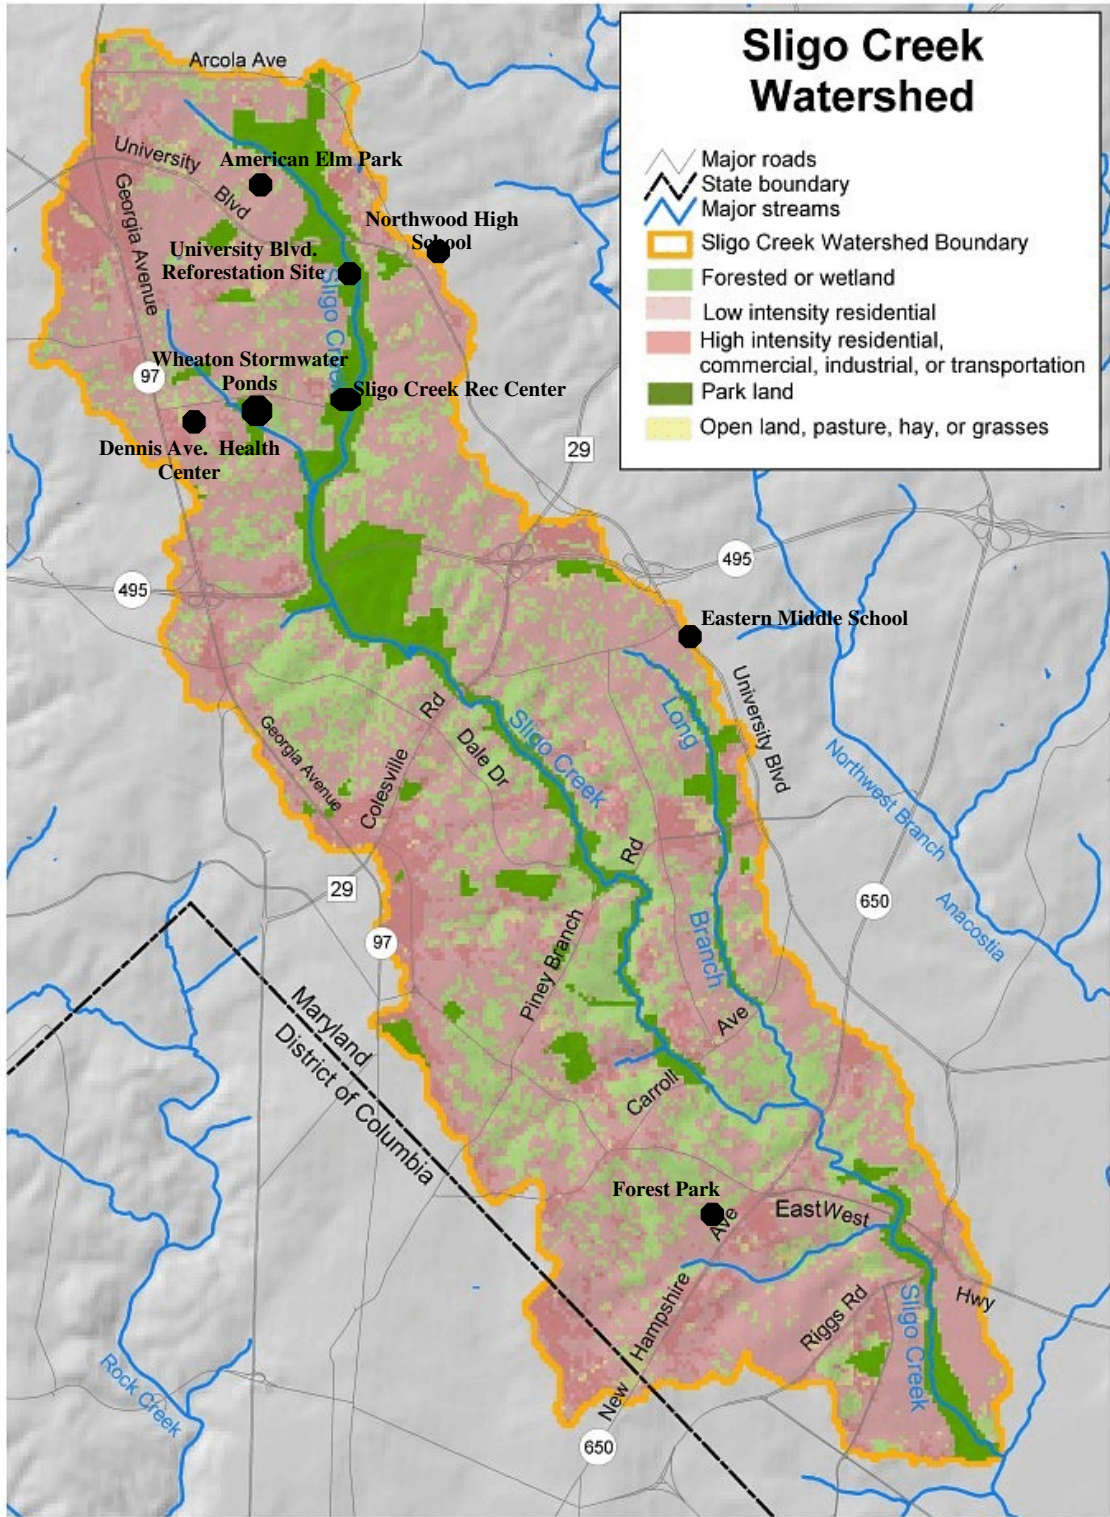 Sligo Creek
Watershed
Major roads
State boundary
Major streams
Sligo Creek Watershed Boundary
Forested or wetland
Low intensity residential
High intensity residential,
commercial, industrial, or transportation
Park land
Open land, pasture, hay, or grasses
Arcola Ave
University
Blvd
American Elm Park
Georgia Avenue
Northwood High
School
University Blvd.
Reforestation Site
Sligo Creek
Wheaton Stormwater
Ponds
97
Sligo Creek Rec Center
Dennis Ave. Health
Center
29
495
495
Eastern Middle School
University Blvd
Long
Branch
Rd
Colesville
Dale Dr
Sligo Creek
Georgia Avenue
Northwest Branch
Anacostia
Rd
Piney Branch
29
650
97
Maryland
District of Columbia
Ave
Carroll
Forest Park
Ave
New Hampshire
EastWest
Hwy
Riggs Rd
Sligo Creek
Rock Creek
650